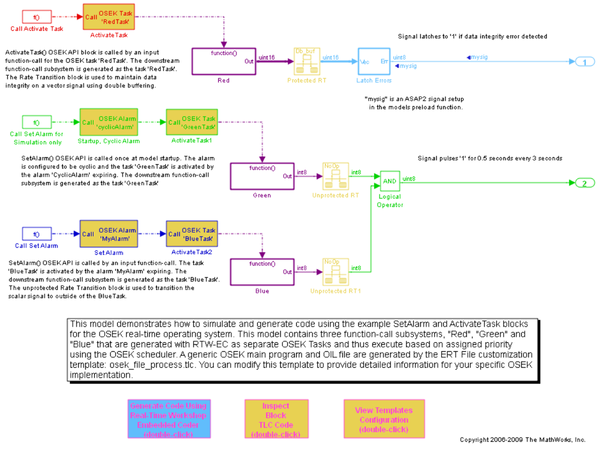 f()
Call Activate Task
Call
OSEK Task
'RedTask'
ActivateTask
ActivateTask() OSEK API block is called by an input
function-call for the OSEK task 'RedTask'. The downstream
function-call subsystem is generated as the task 'RedTask'.
The Rate Transition block is used to maintain data
integrity on a vector signal using double buffering.
function()
Out
Red
uint16
Protected RT
uint16
Vec
Err
Latch Errors
uint8
mysig
mysig
1
Signal latches to '1' if data integrity error detected
"mysig" is an ASAP2 signal setup
in the models preload function.
f()
Call SetAlarm for
Simulation only
Call
OSEK Alarm
'cyclicAlarm'
Startup, CyclicAlarm
Call
OSEK Task
'GreenTask'
ActivateTask1
SetAlarm() OSEK API is called once at model startup. The alarm
is configured to be cyclic and the task 'GreenTask' is activated by
the alarm 'CyclicAlarm' expiring. The downstream function-call
subsystem is generated as the task 'GreenTask'
function()
Out
Green
int8
Unprotected RT
int8
AND
Logical
Operator
uint8
2
Signal pulses '1' for 0.5 seconds every 3 seconds
f()
Call SetAlarm
Call
OSEK Alarm
'MyAlarm'
SetAlarm
Call
OSEK Task
'BlueTask'
ActivateTask2
SetAlarm() OSEK API is called by an input function-call. The task
'BlueTask' is activated by the alarm 'MyAlarm' expiring. The
downstream function-call subsystem is generated as the task 'BlueTask'.
The unprotected Rate Transition block is used to transition the
scalar signal to outside of the BlueTask.
function()
Out
Blue
int8
Unprotected RT1
int8
This model demonstrates how to simulate and generate code using the example SetAlarm and ActivateTask blocks
for the OSEK real-time operating system. This model contains three function-call subsystems, "Red", "Green" and
"Blue" that are generated with RTW-EC as separate OSEK Tasks and thus execute based on assigned priority
using the OSEK scheduler. A generic OSEK main program and OIL file are generated by the ERT File customization
template: osek_file_process.tlc. You can modify this template to provide detailed information for your specific OSEK
implementation.
Generate Code Using
Real-Time Workshop
Embedded Coder
(double-click)
Inspect
Block
TLC Code
(double-click)
View Templates
Configuration
(double-click)
Copyright 2006-2009 The MathWorks, Inc.